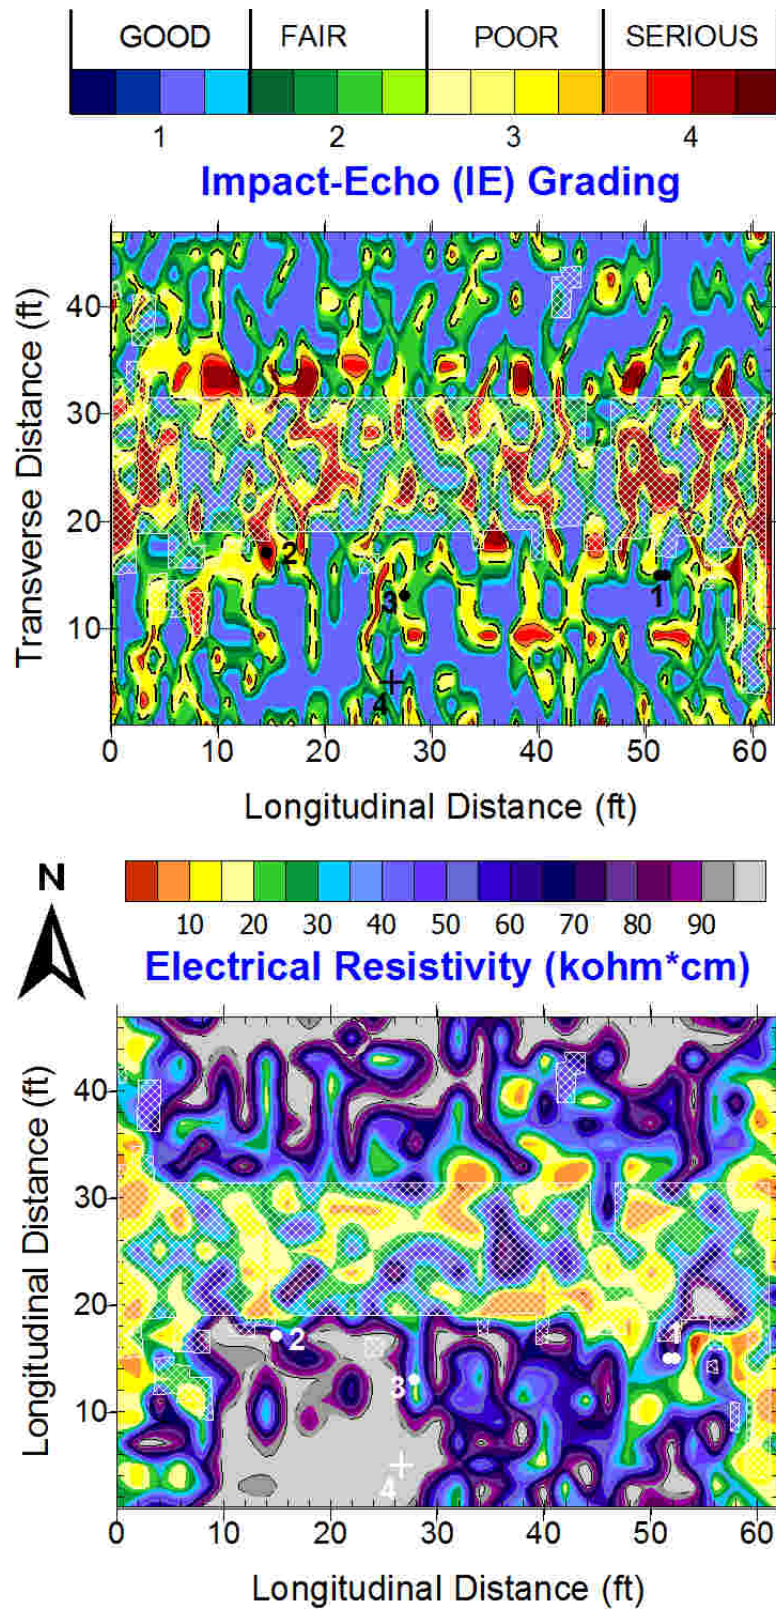 GOOD FAIR POOR SERIOUS
1 2 3 4
Impact-Echo (IE) Grading
Transverse Distance (ft)
40
30
20
10
2
3
1
4
0 10 20 30 40 50 60
Longitudinal Distance (ft)
N
10 20 30 40 50 60 70 80 90
Electrical Resistivity (kohm*cm)
Longitudinal Distance (ft)
40
30
20
10
1
2
3
4
0 10 20 30 40 50 60
Longitudinal Distance (ft)